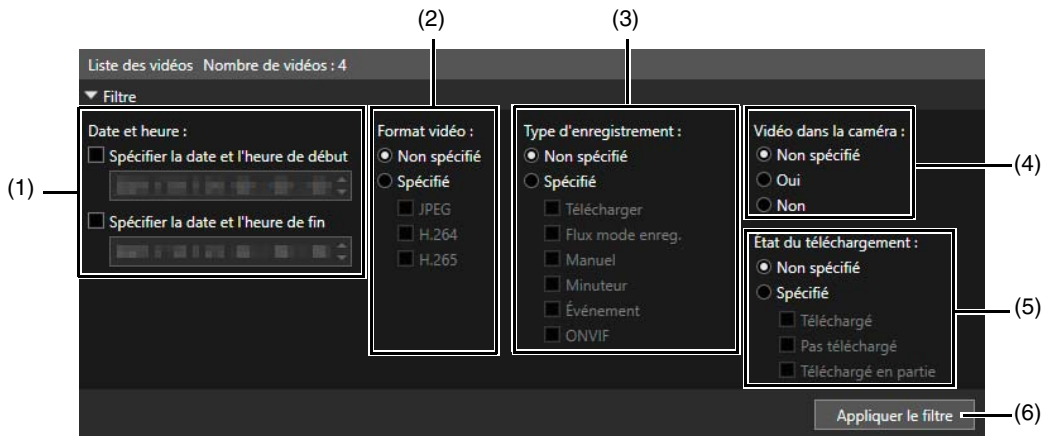 (2)
(3)
Liste des vidéos Nombre de vidéos : 4
Filtre
(1)
Date et heure :
Spécifier la date et l'heure de début
Spécifier la date et l'heure de fin
Format vidéo :
Non spécifié
Spécifié
JPEG
H.264
H.265
Type d'enregistrement :
Non spécifié
Spécifié
Télécharger
Flux mode enreg.
Manuel
Minuteur
Événement
ONVIF
Vidéo dans la caméra :
Non spécifié
Oui
Non
(4)
État du téléchargement :
Non spécifié
Spécifié
Téléchargé
Pas téléchargé
Téléchargé en partie
(5)
Appliquer le filtre
(6)